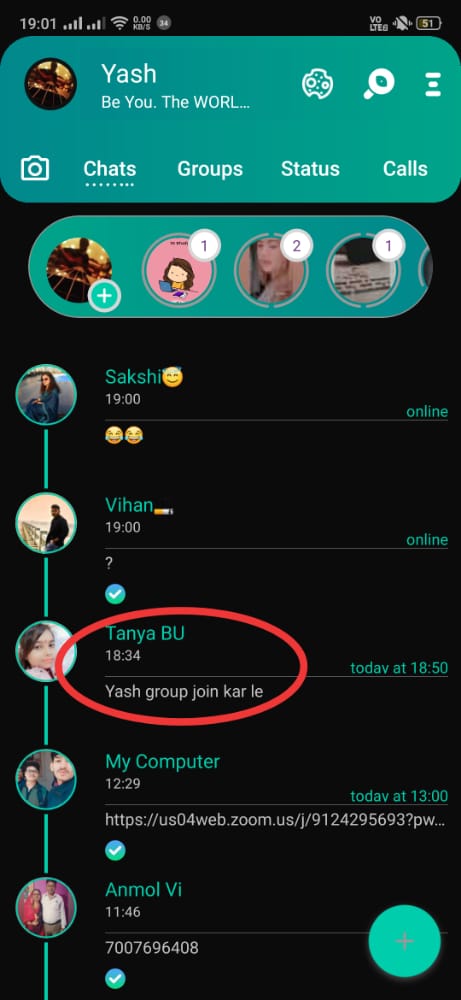 19:01
0.00
KB/S
34
VO
LTE2
51
Yash
Be You. The WORL...
Chats
Groups
Status
Calls
1
2
1
Sakshi😅
19:00
online
😂😂
Vihan🚬
19:00
online
?
Tanya BU
18:34
today at 18:50
Yash group join kar le
My Computer
12:29
today at 13:00
https://us04web.zoom.us/j/9124295693?pw...
Anmol Vi
11:46
7007696408